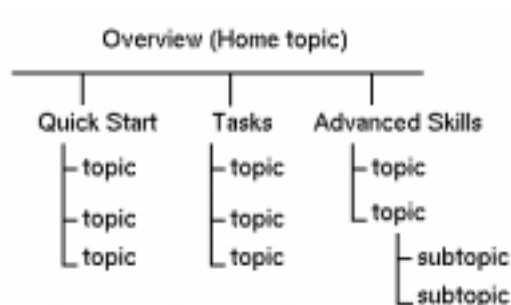 Overview (Home topic)
Quick Start Tasks Advanced Skills
topic topic topic
topic topic topic
topic topic
subtopic
subtopic